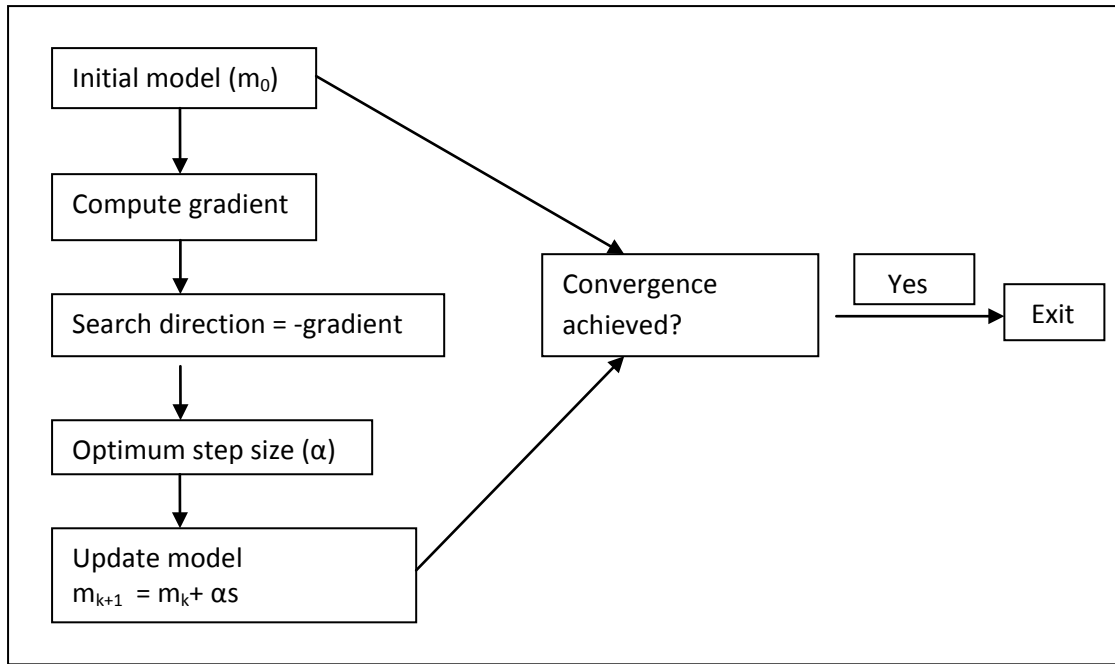 Initial model (m₀)
Compute gradient
Search direction = -gradient
Optimum step size (α)
Update model
mₖ₊₁ = mₖ+ αs
Convergence
achieved?
Yes
Exit